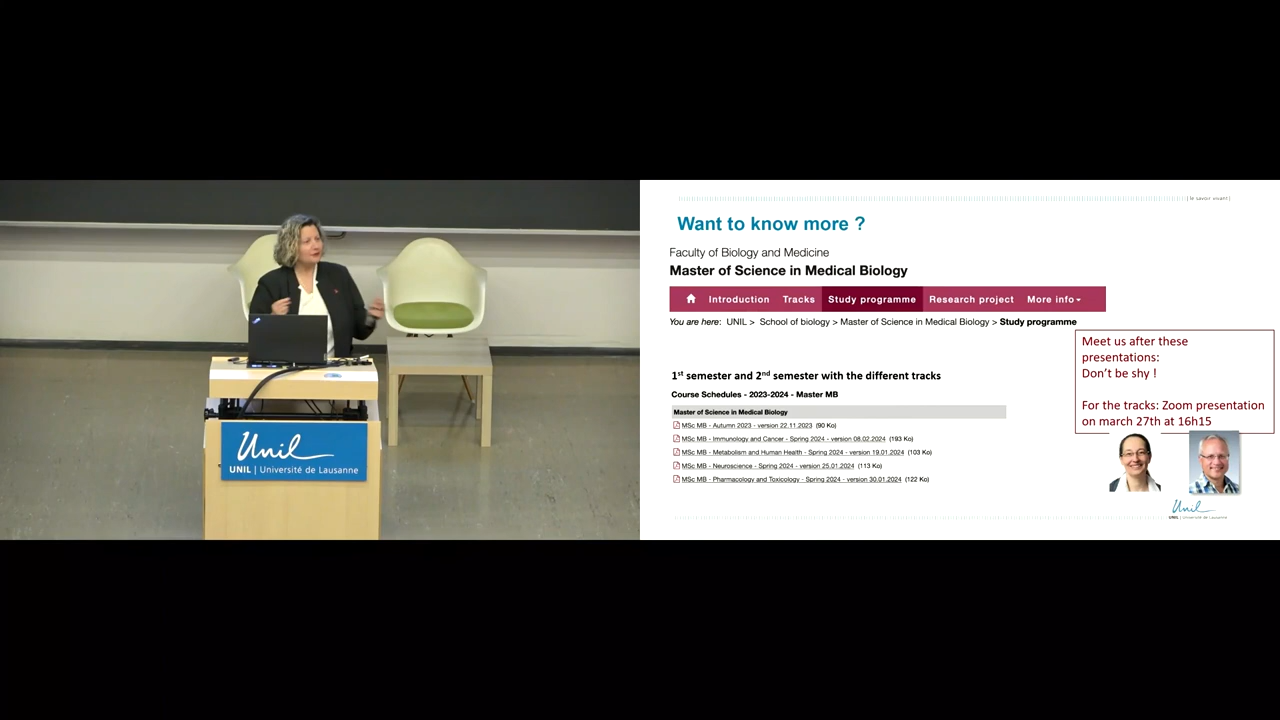 | le savoir vivant |
Want to know more ?
Faculty of Biology and Medicine
Master of Science in Medical Biology
Introduction Tracks Study programme Research project More info
You are here: UNIL > School of biology > Master of Science in Medical Biology > Study programme
Meet us after these
presentations:
Don't be shy !
For the tracks: Zoom presentation
on march 27th at 16h15
1st semester and 2nd semester with the different tracks
Course Schedules - 2023-2024 - Master MB
Master of Science in Medical Biology
MSc MB - Autumn 2023 - version 22.11.2023 (90 Ko)
MSc MB - Immunology and Cancer - Spring 2024 - version 08.02.2024 (193 Ko)
MSc MB - Metabolism and Human Health - Spring 2024 - version 19.01.2024 (103 Ko)
MSc MB - Neuroscience - Spring 2024 - version 25.01.2024 (113 Ko)
MSc MB - Pharmacology and Toxicology - Spring 2024 - version 30.01.2024 (122 Ko)
Unil
UNIL | Université de Lausanne
Unil
UNIL | Université de Lausanne